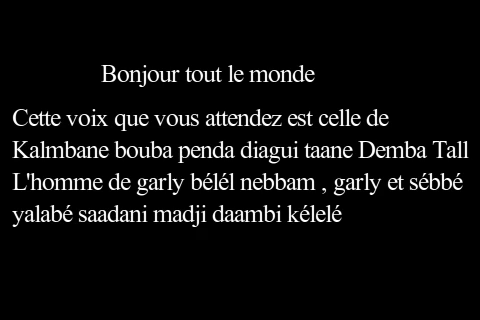 Bonjour tout le monde
Cette voix que vous attendez est celle de
Kalmbane bouba penda diagui taane Demba Tall
L'homme de garly bélél nebbam , garly et sébbé
yalabé saadani madji daambi kélelé